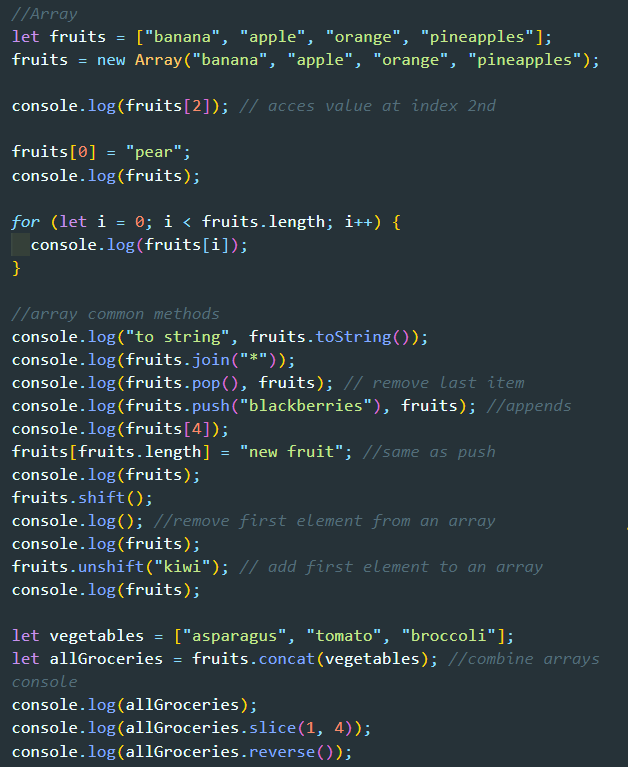 //Array
let fruits = ["banana", "apple", "orange", "pineapples"];
fruits = new Array("banana", "apple", "orange", "pineapples");
console.log(fruits[2]); // acces value at index 2nd
fruits[0] = "pear";
console.log(fruits);
for (let i = 0; i < fruits.length; i++) {
  console.log(fruits[i]);
}
//array common methods
console.log("to string", fruits.toString());
console.log(fruits.join("*"));
console.log(fruits.pop(), fruits); // remove last item
console.log(fruits.push("blackberries"), fruits); //appends
console.log(fruits[4]);
fruits[fruits.length] = "new fruit"; //same as push
console.log(fruits);
fruits.shift();
console.log(); //remove first element from an array
console.log(fruits);
fruits.unshift("kiwi"); // add first element to an array
console.log(fruits);
let vegetables = ["asparagus", "tomato", "broccoli"];
let allGroceries = fruits.concat(vegetables); //combine arrays
console
console.log(allGroceries);
console.log(allGroceries.slice(1, 4));
console.log(allGroceries.reverse());